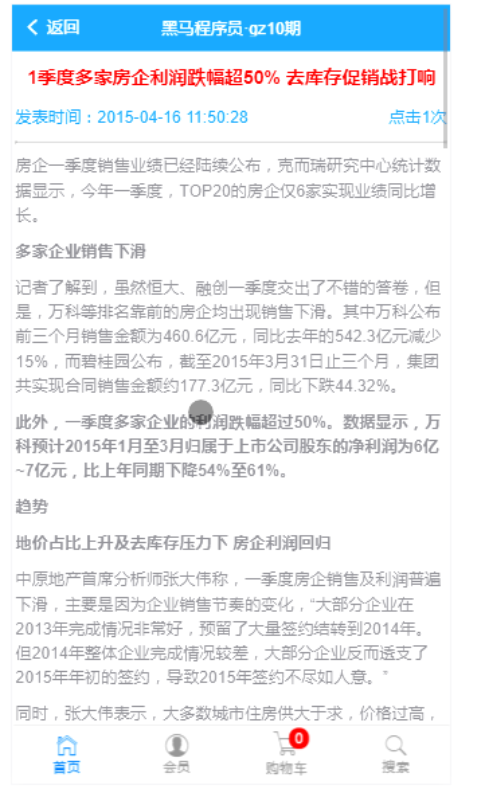 返回 黑马程序员·gz10期
1季度多家房企利润跌幅超50% 去库存促销战打响
发表时间：2015-04-16 11:50:28 点击1次
房企一季度销售业绩已经陆续公布，克而瑞研究中心统计数
据显示，今年一季度，TOP20的房企仅6家实现业绩同比增
长。
多家企业销售下滑
记者了解到，虽然恒大、融创一季度交出了不错的答卷，但
是，万科等排名靠前的房企均出现销售下滑。其中万科公布
前三个月销售金额为460.6亿元，同比去年的542.3亿元减少
15%，而碧桂园公布，截至2015年3月31日止三个月，集团
共实现合同销售金额约177.3亿元，同比下跌44.32%。
此外，一季度多家企业的利润跌幅超过50%。数据显示，万
科预计2015年1月至3月归属于上市公司股东的净利润为6亿
~7亿元，比上年同期下降54%至61%。
趋势
地价占比上升及去库存压力下 房企利润回归
中原地产首席分析师张大伟称，一季度房企销售及利润普遍
下滑，主要是因为企业销售节奏的变化，“大部分企业在
2013年完成情况非常好，预留了大量签约结转到2014年。
但2014年整体企业完成情况较差，大部分企业反而透支了
2015年年初的签约，导致2015年签约不尽如人意。”
同时，张大伟表示，大多数城市住房供大于求，价格过高，
0
首页 会员 购物车 搜索